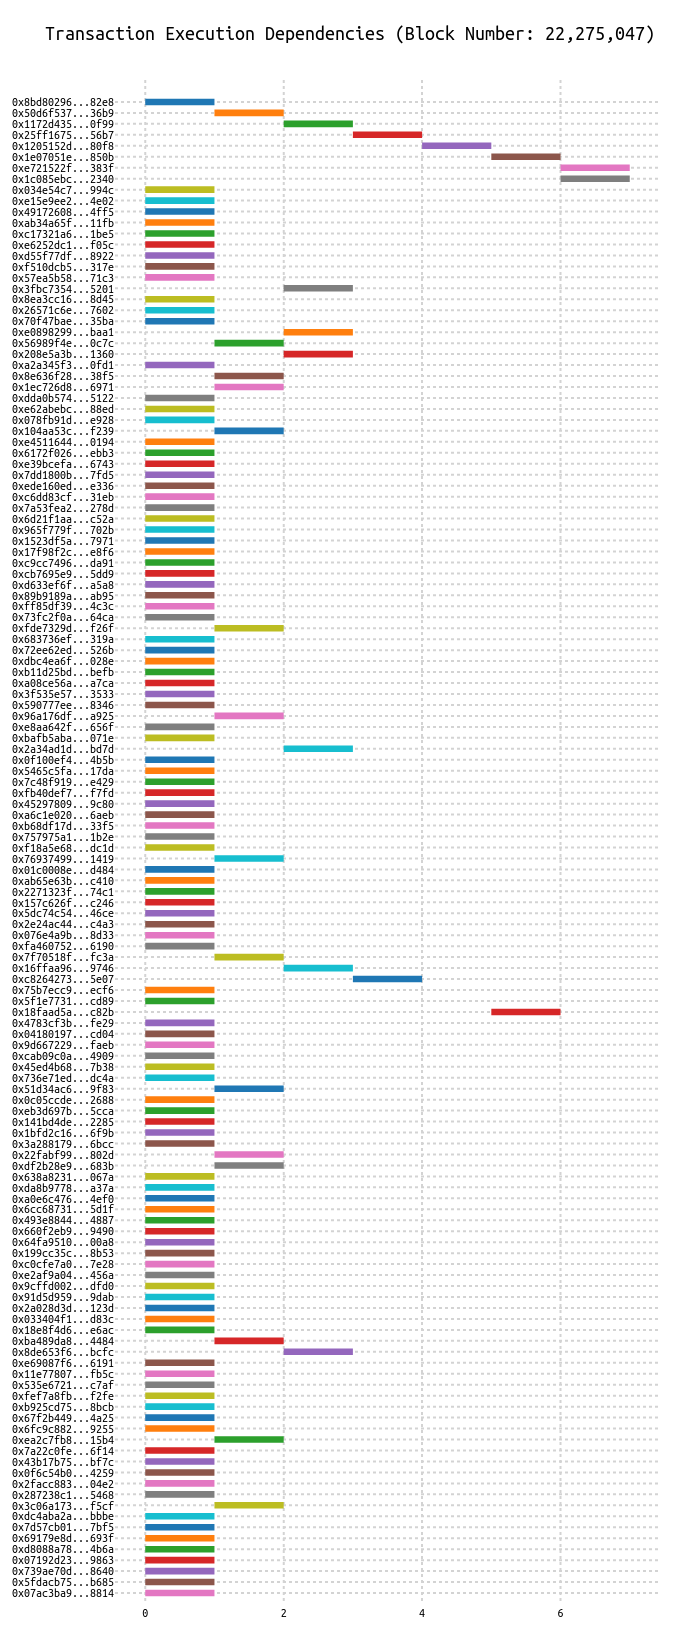 Transaction Execution Dependencies (Block Number: 22,275,047)
0x8bd80296...82e8
0x50d6f537...36b9
0x1172d435...0f99
0x25ff1675...56b7
0x1205152d...80f8
0x1e07051e...850b
0xe721522f...383f
0x1c085ebc...2340
0x034e54c7...994c
0xe15e9ee2...4e02
0x49172608...4ff5
0xab34a65f...11fb
0xc17321a6...1be5
0xe6252dc1...f05c
0xd55f77df...8922
0xf510dcb5...317e
0x57ea5b58...71c3
0x3fbc7354...5201
0x8ea3cc16...8d45
0x26571c6e...7602
0x70f47bae...35ba
0xe0898299...baa1
0x56989f4e...0c7c
0x208e5a3b...1360
0xa2a345f3...0fd1
0x8e636f28...38f5
0x1ec726d8...6971
0xdda0b574...5122
0xe62abebc...88ed
0x078fb91d...e928
0x104aa53c...f239
0xe4511644...0194
0x6172f026...ebb3
0xe39bcefa...6743
0x7dd1800b...7fd5
0xede160ed...e336
0xc6dd83cf...31eb
0x7a53fea2...278d
0x6d21f1aa...c52a
0x965f779f...702b
0x1523df5a...7971
0x17f98f2c...e8f6
0xc9cc7496...da91
0xcb7695e9...5dd9
0xd633ef6f...a5a8
0x89b9189a...ab95
0xff85df39...4c3c
0x73fc2f0a...64ca
0xfde7329d...f26f
0x683736ef...319a
0x72ee62ed...526b
0xdbc4ea6f...028e
0xb11d25bd...befb
0xa08ce56a...a7ca
0x3f535e57...3533
0x590777ee...8346
0x96a176df...a925
0xe8aa642f...656f
0xbafb5aba...071e
0x2a34ad1d...bd7d
0x0f100ef4...4b5b
0x5465c5fa...17da
0x7c48f919...e429
0xfb40def7...f7fd
0x45297809...9c80
0xa6c1e020...6aeb
0xb68df17d...33f5
0x757975a1...1b2e
0xf18a5e68...dc1d
0x76937499...1419
0x01c0008e...d484
0xab65e63b...c410
0x2271323f...74c1
0x157c626f...c246
0x5dc74c54...46ce
0x2e24ac44...c4a3
0x076e4a9b...8d33
0xfa460752...6190
0x7f70518f...fc3a
0x16ffaa96...9746
0xc8264273...5e07
0x75b7ecc9...ecf6
0x5f1e7731...cd89
0x18faad5a...c82b
0x4783cf3b...fe29
0x04180197...cd04
0x9d667229...faeb
0xcab09c0a...4909
0x45ed4b68...7b38
0x736e71ed...dc4a
0x51d34ac6...9f83
0x0c05ccde...2688
0xeb3d697b...5cca
0x141bd4de...2285
0x1bfd2c16...6f9b
0x3a288179...6bcc
0x22fabf99...802d
0xdf2b28e9...683b
0x638a8231...067a
0xda8b9778...a37a
0xa0e6c476...4ef0
0x6cc68731...5d1f
0x493e8844...4887
0x660f2eb9...9490
0x64fa9510...00a8
0x199cc35c...8b53
0xc0cfe7a0...7e28
0xe2af9a04...456a
0x9cffd002...dfd0
0x91d5d959...9dab
0x2a028d3d...123d
0x033404f1...d83c
0x18e8f4d6...e6ac
0xba489da8...4484
0x8de653f6...bcfc
0xe69087f6...6191
0x11e77807...fb5c
0x535e6721...c7af
0xfef7a8fb...f2fe
0xb925cd75...8bcb
0x67f2b449...4a25
0x6fc9c882...9255
0xea2c7fb8...15b4
0x7a22c0fe...6f14
0x43b17b75...bf7c
0x0f6c54b0...4259
0x2facc883...04e2
0x287238c1...5468
0x3c06a173...f5cf
0xdc4aba2a...bbbe
0x7d57cb01...7bf5
0x69179e8d...693f
0xd8088a78...4b6a
0x07192d23...9863
0x739ae70d...8640
0x5fdacb75...b685
0x07ac3ba9...8814
0 2 4 6